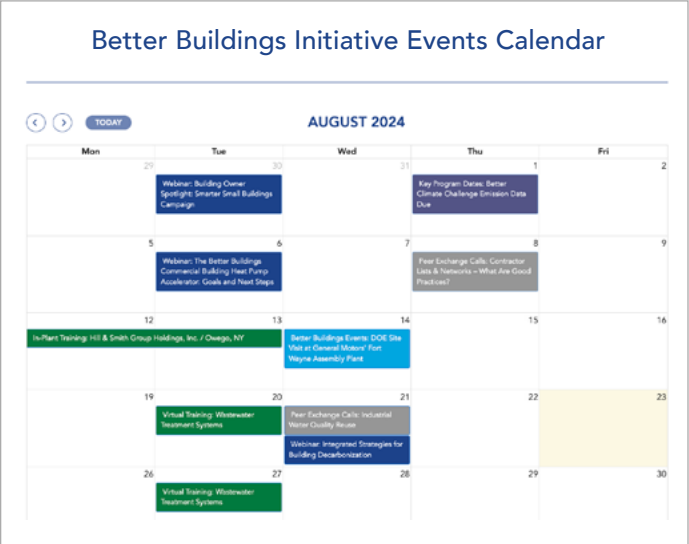 Better Buildings Initiative Events Calendar
TODAY
AUGUST 2024
Mon Tue Wed Thu Fri
29 30 31 1 2
Webinar: Building Owner
Spotlight: Smarter Small Buildings
Campaign
Key Program Dates: Better
Climate Challenge Emission Data
Due
5 6 7 8 9
Webinar: The Better Buildings
Commercial Building Heat Pump
Accelerator: Goals and Next Steps
Peer Exchange Calls: Contractor
Lists & Networks – What Are Good
Practices?
12 13 14 15 16
In-Plant Training: Hill & Smith Group Holdings, Inc. / Owego, NY
Better Buildings Events: DOE Site
Visit at General Motors' Fort
Wayne Assembly Plant
19 20 21 22 23
Virtual Training: Wastewater
Treatment Systems
Peer Exchange Calls: Industrial
Water Quality Reuse
Webinar: Integrated Strategies for
Building Decarbonization
26 27 28 29 30
Virtual Training: Wastewater
Treatment Systems